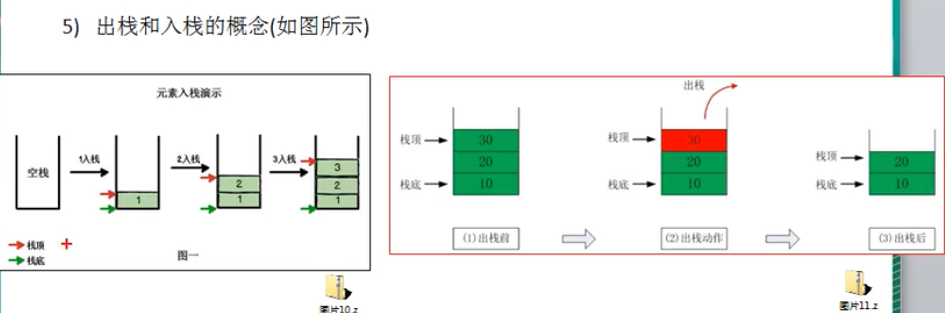 5) 出栈和入栈的概念(如图所示)
元素入栈演示
空栈
1入栈
2入栈
3入栈
1
2
1
3
2
1
栈顶
栈底
图一
出栈
栈顶
30
20
栈底
10
栈顶
30
20
栈底
10
栈顶
20
栈底
10
(1)出栈前
(2)出栈动作
(3)出栈后
图片10.z
图片11.z